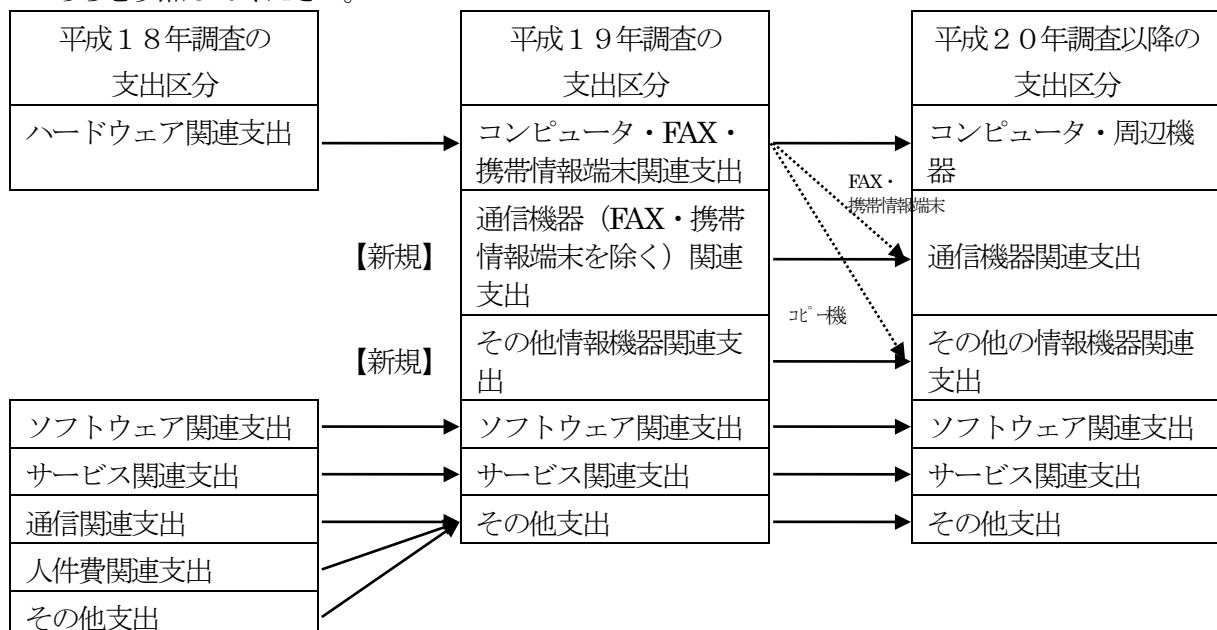 平成１８年調査の
支出区分
ハードウェア関連支出
ソフトウェア関連支出
サービス関連支出
通信関連支出
人件費関連支出
その他支出
【新規】
【新規】
平成１９年調査の
支出区分
コンピュータ・FAX・
携帯情報端末関連支出
通信機器（FAX・携帯
情報端末を除く）関連
支出
その他情報機器関連支
出
ソフトウェア関連支出
サービス関連支出
その他支出
FAX・
携帯情報端末
ｺﾋﾟｰ機
平成２０年調査以降の
支出区分
コンピュータ・周辺機
器
通信機器関連支出
その他の情報機器関連
支出
ソフトウェア関連支出
サービス関連支出
その他支出